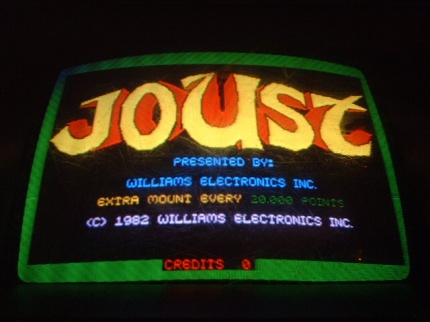 JOUST
PRESENTED BY:
WILLIAMS ELECTRONICS INC.
EXTRA MOUNT EVERY 20,000 POINTS
(C) 1982 WILLIAMS ELECTRONICS INC.
CREDITS 0